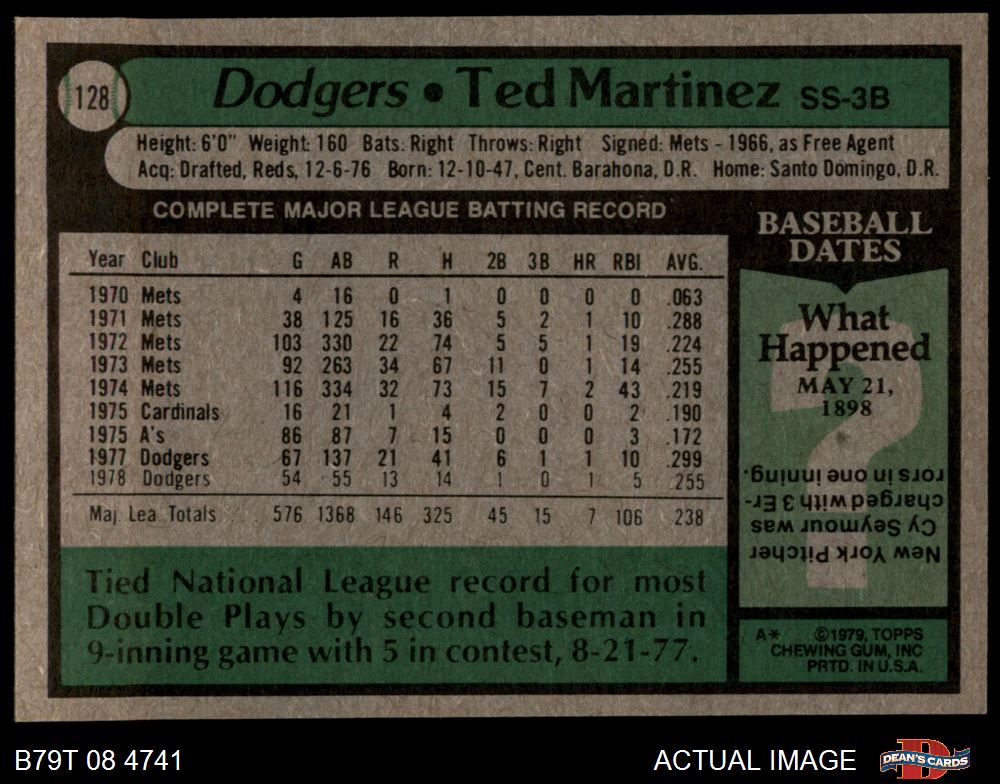 128
Dodgers • Ted Martinez SS-3B
Height: 6'0" Weight: 160 Bats: Right Throws: Right Signed: Mets - 1966, as Free Agent
Acq: Drafted, Reds, 12-6-76 Born: 12-10-47, Cent. Barahona, D.R. Home: Santo Domingo, D.R.
COMPLETE MAJOR LEAGUE BATTING RECORD
Year Club G AB R H 2B 3B HR RBI AVG.
1970 Mets 4 16 0 1 0 0 0 0 .063
1971 Mets 38 125 16 36 5 2 1 10 .288
1972 Mets 103 330 22 74 5 5 1 19 .224
1973 Mets 92 263 34 67 11 0 1 14 .255
1974 Mets 116 334 32 73 15 7 2 43 .219
1975 Cardinals 16 21 1 4 2 0 0 2 .190
1975 A's 86 87 7 15 0 0 0 3 .172
1977 Dodgers 67 137 21 41 6 1 1 10 .299
1978 Dodgers 54 55 13 14 1 0 1 5 .255
Maj. Lea. Totals 576 1368 146 325 45 15 7 106 .238
Tied National League record for most
Double Plays by second baseman in
9-inning game with 5 in contest, 8-21-77.
BASEBALL
DATES
What
Happened
MAY 21,
1898
?
New York Pitcher
Cy Seymour was
charged with 3 Er-
rors in one inning.
A* ©1979, TOPPS
CHEWING GUM, INC
PRTD. IN U.S.A.
B79T 08 4741
ACTUAL IMAGE
D
DEAN'S CARDS